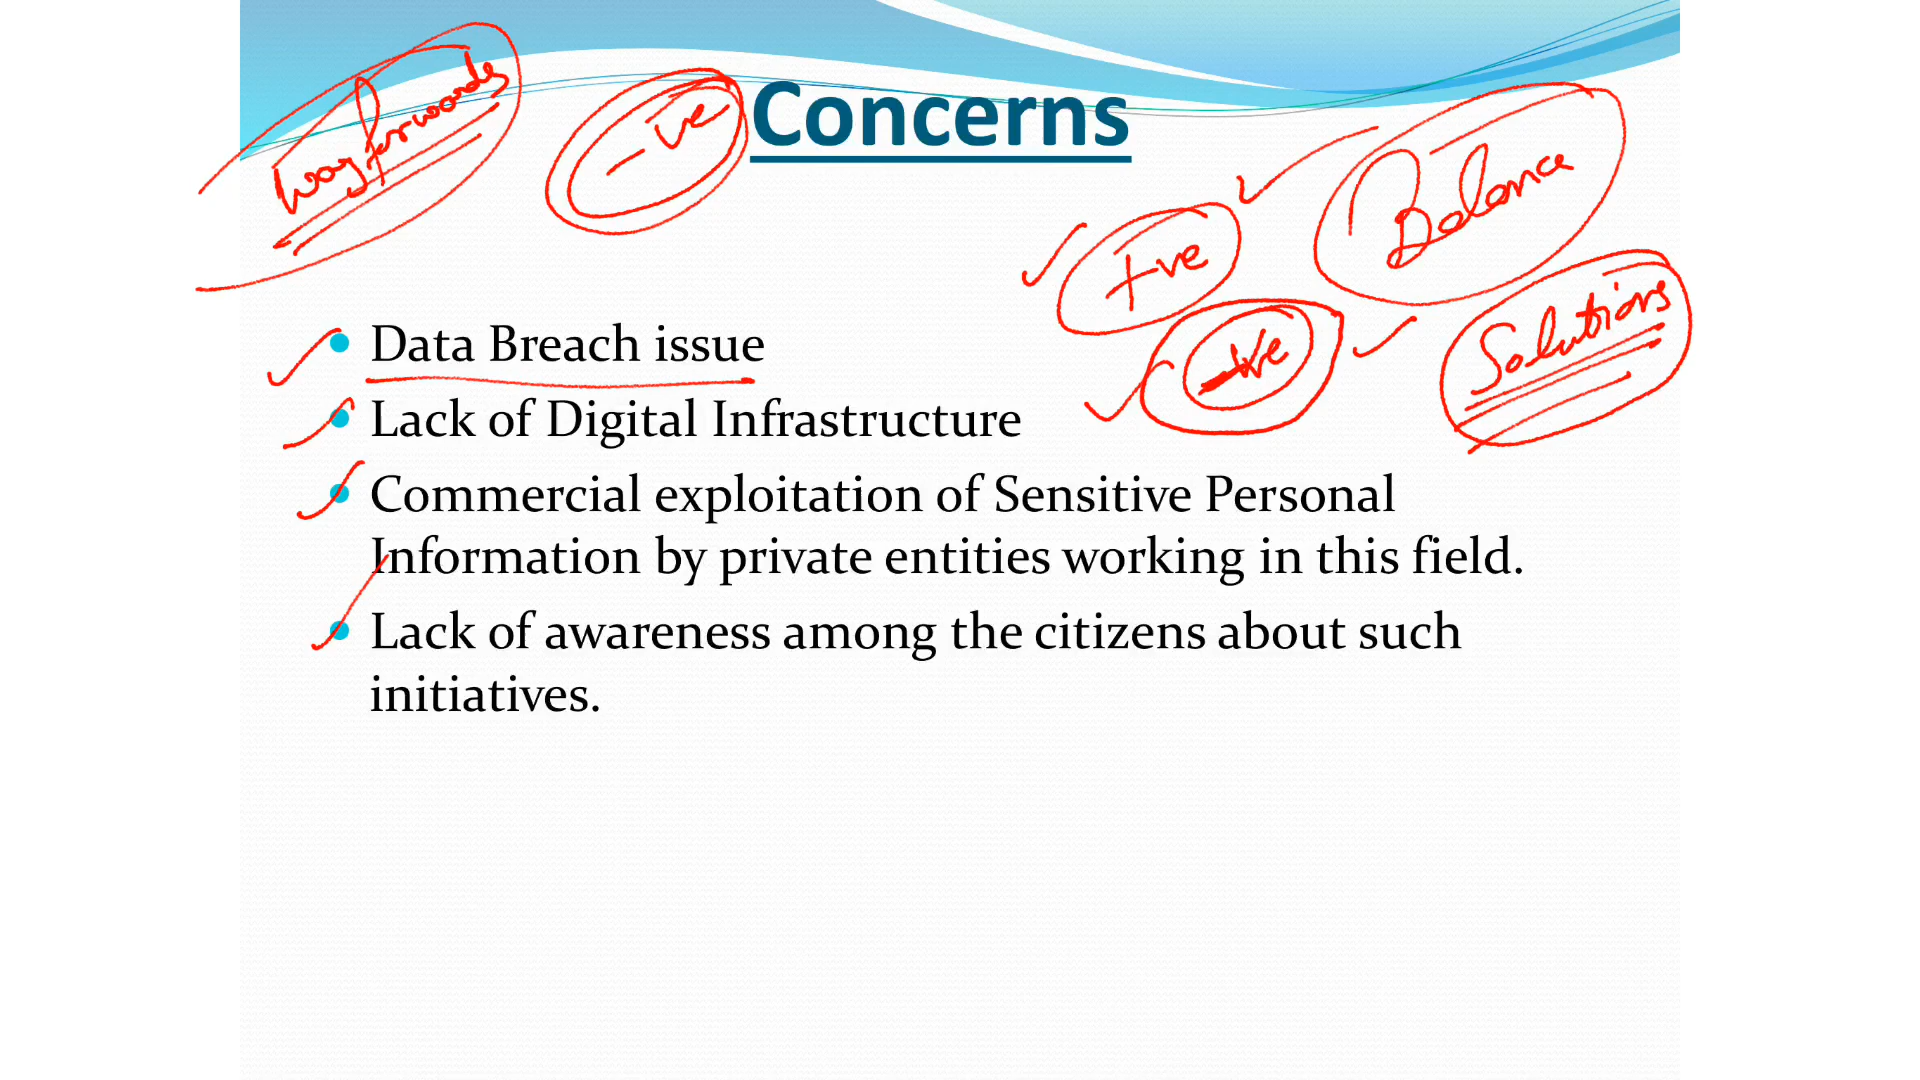 Way forwards
-ve
Concerns
Balance
+ve
Solutions
-ve
Data Breach issue
Lack of Digital Infrastructure
Commercial exploitation of Sensitive Personal
Information by private entities working in this field.
Lack of awareness among the citizens about such
initiatives.